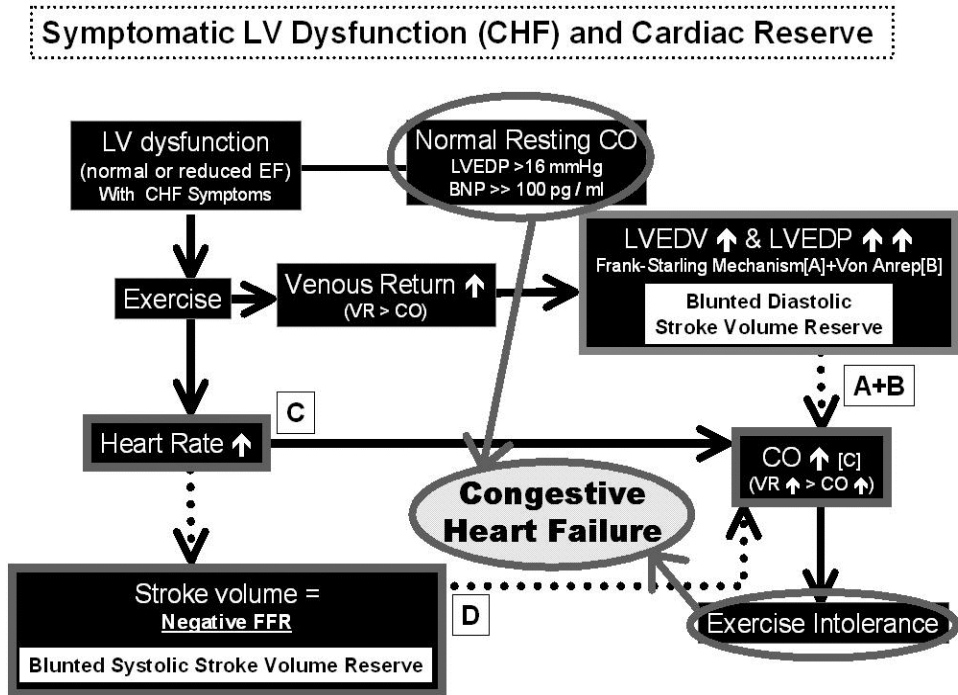 Symptomatic LV Dysfunction (CHF) and Cardiac Reserve
LV dysfunction
(normal or reduced EF)
With CHF Symptoms
Normal Resting CO
LVEDP >16 mmHg
BNP >> 100 pg / ml
LVEDV ↑ & LVEDP ↑ ↑
Frank-Starling Mechanism[A]+Von Anrep[B]
Blunted Diastolic
Stroke Volume Reserve
Exercise
Venous Return ↑
(VR > CO)
A+B
C
Heart Rate ↑
CO ↑ [C]
(VR ↑ > CO ↑)
Congestive
Heart Failure
Stroke volume =
Negative FFR
Blunted Systolic Stroke Volume Reserve
D
Exercise Intolerance